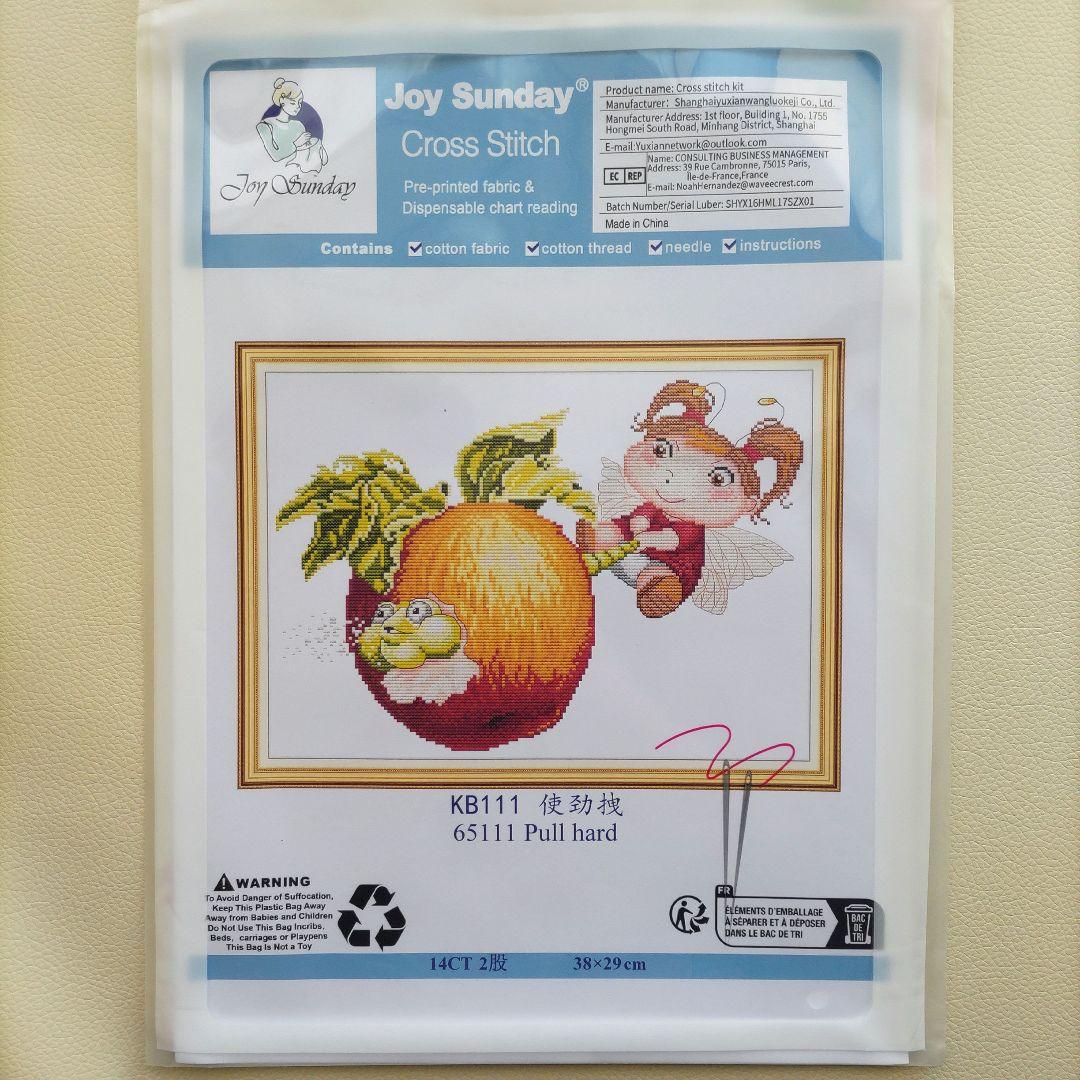 Joy Sunday
Joy Sunday®
Cross Stitch
Pre-printed fabric &
Dispensable chart reading
Product name: Cross stitch kit
Manufacturer: Shanghaiyuxianwangluokeji Co., Ltd.
Manufacturer Address: 1st floor, Buliding 1, No. 1755
Hongmei South Road, Minhang District, Shanghai
E-mail:Yuxiannetwork@outlook.com
EC REP
Name: CONSULTING BUSINESS MANAGEMENT
Address: 39 Rue Cambronne, 75015 Paris,
Île-de-France,France
E-mail: NoahHernandez@waveecrest.com
Batch Number/Serial Luber: SHYX16HML17SZX01
Made in China
Contains ☑ cotton fabric ☑ cotton thread ☑ needle ☑ instructions
KB111 使劲拽
65111 Pull hard
WARNING
To Avoid Danger of Suffocation,
Keep This Plastic Bag Away
Away from Babies and Children
Do Not Use This Bag Incribs,
Beds, carriages or Playpens
This Bag Is Not a Toy
FR
ÉLÉMENTS D'EMBALLAGE
À SÉPARER ET À DÉPOSER
DANS LE BAC DE TRI
BAC
DE
TRI
14CT 2股 38×29cm